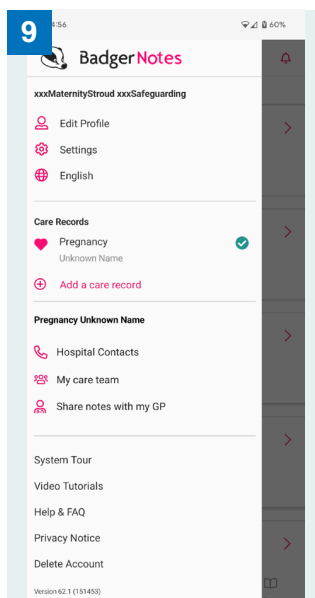 9
:56
60%
Badger Notes
xxxMaternityStroud xxxSafeguarding
Edit Profile
Settings
English
Care Records
Pregnancy
Unknown Name
Add a care record
Pregnancy Unknown Name
Hospital Contacts
My care team
Share notes with my GP
System Tour
Video Tutorials
Help & FAQ
Privacy Notice
Delete Account
Version 62.1 (151453)